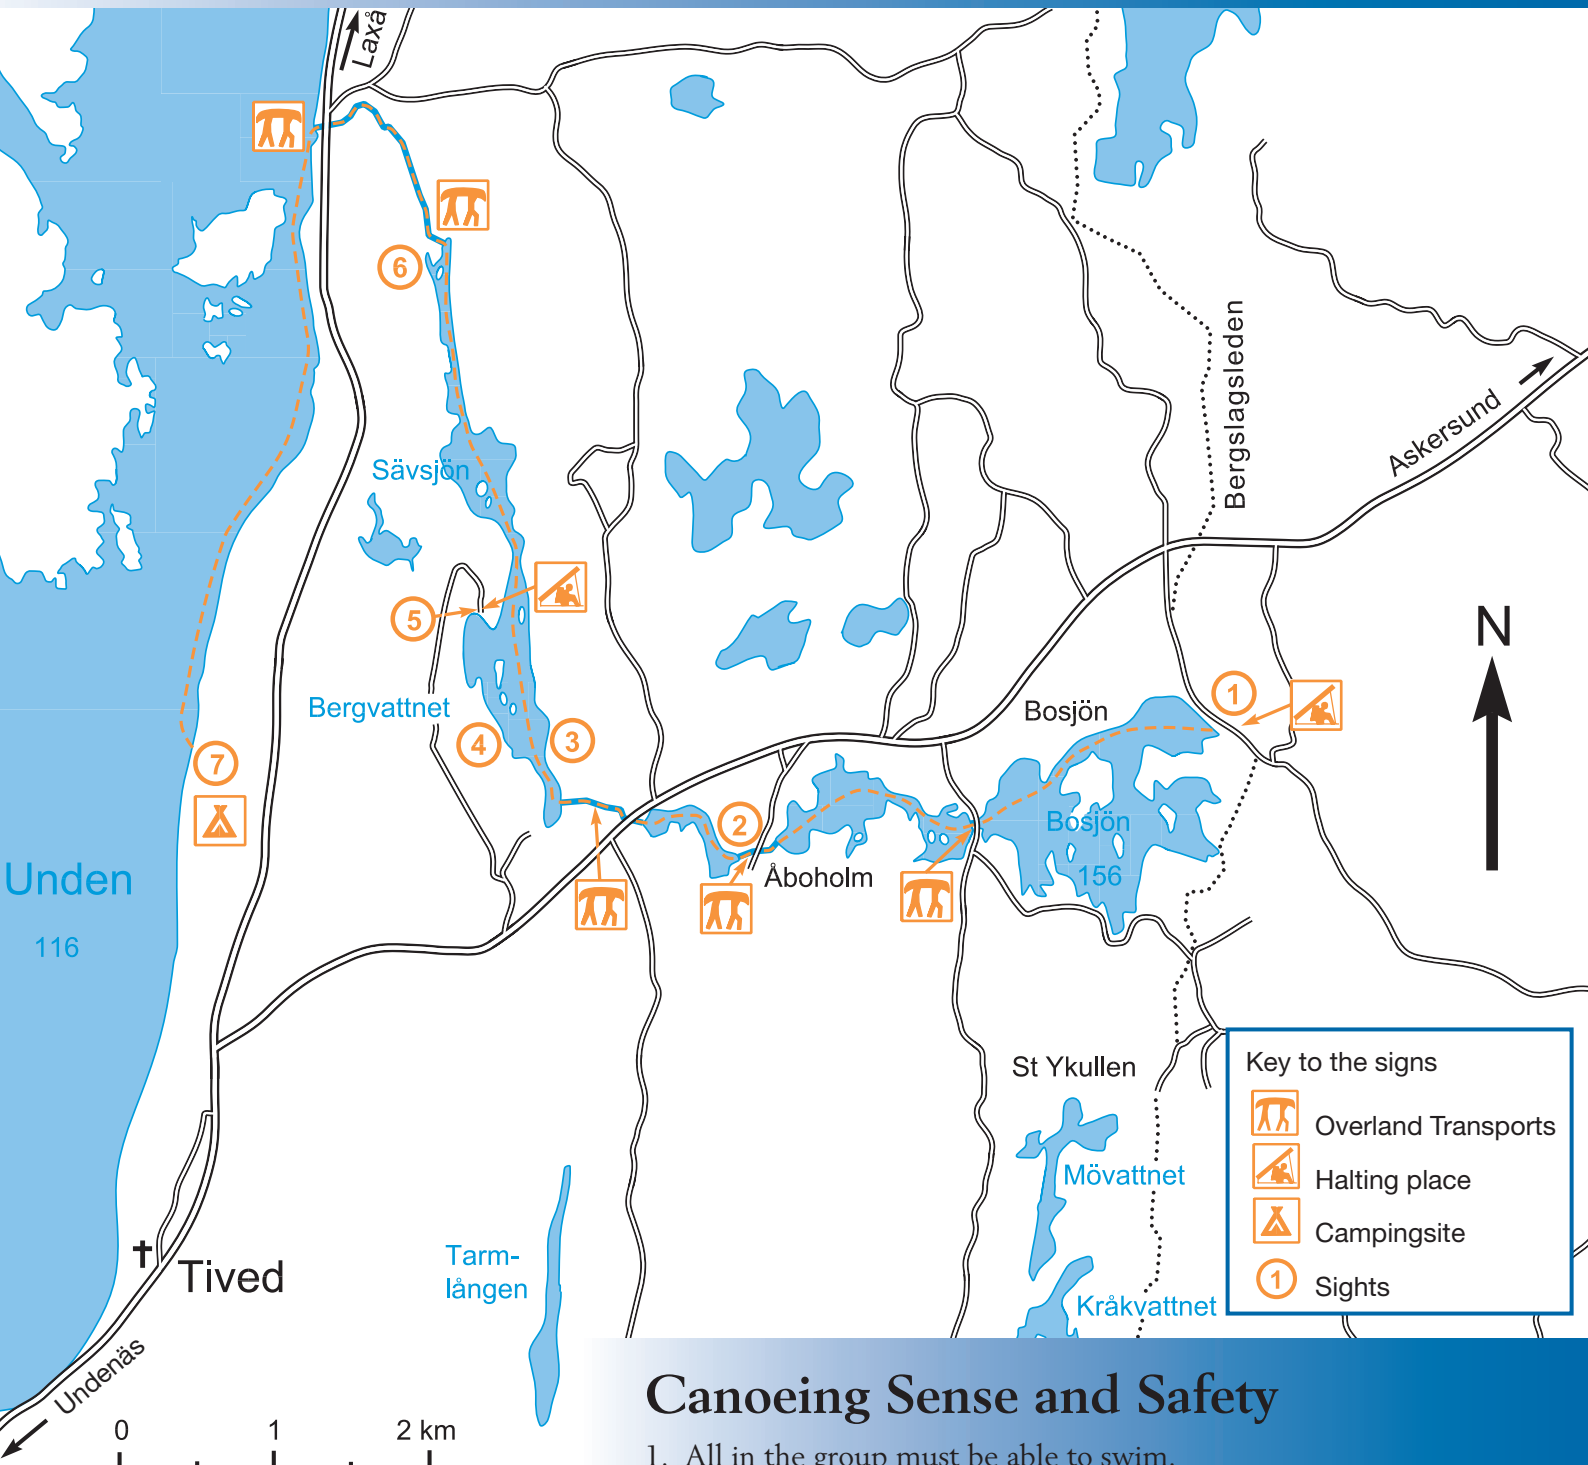 Laxå
6
Sävsjön
Bergslagsleden
Askersund
N
5
Bergvattnet
4
3
Bosjön
1
7
2
Bosjön
156
Åboholm
Unden
116
St Ykullen
Mövattnet
Kråkvattnet
Tarm-
lången
Tived
Undenäs
0 1 2 km
Key to the signs
Overland Transports
Halting place
Campingsite
1 Sights
Canoeing Sense and Safety
1. All in the group must be able to swim.